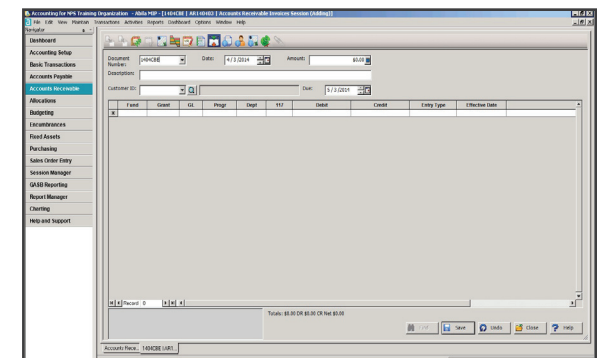 Accounting for NPS Training Organization - Abila MIP - [1404CBE | AR140403 | Accounts Receivable Invoices Session (Adding)]
File Edit View Maintain Transactions Activities Reports Dashboard Options Window Help
Navigator
Dashboard
Accounting Setup
Basic Transactions
Accounts Payable
Accounts Receivable
Allocations
Budgeting
Encumbrances
Fixed Assets
Purchasing
Sales Order Entry
Session Manager
GASB Reporting
Report Manager
Charting
Help and Support
Document Number: 1404CBE Date: 4/3/2014 Amount: $0.00
Description:
Customer ID: Due: 5/3/2014
Fund Grant GL Progr Dept 117 Debit Credit Entry Type Effective Date
Record 0
Totals: $0.00 DR $0.00 CR Net $0.00
Save Undo Close Help
Accounts Rece... 1404CBE (AR1...